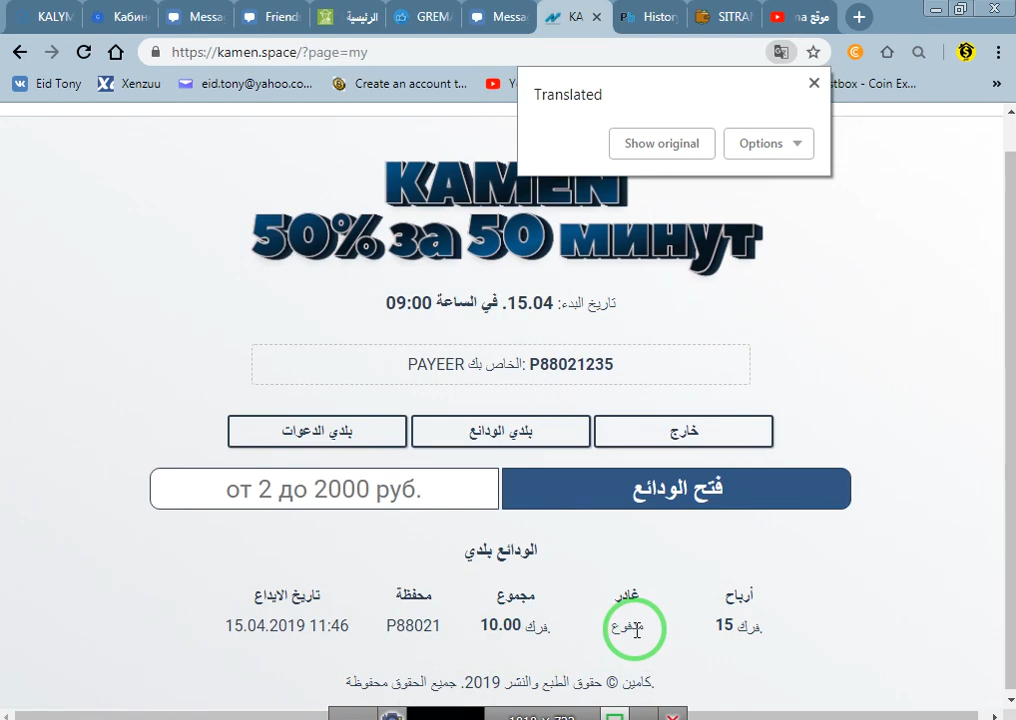 KALYM
Кабин
Messa
Friend
الرئيسية
GREMA
Messa
KA
Histor
SITRAN
موقع na
https://kamen.space/?page=my
Eid Tony
Xenzuu
eid.tony@yahoo.co...
Create an account t...
stbox - Coin Ex...
»
Translated
Show original
Options
KAMEN
50% за 50 минут
تاريخ البدء: 15.04. في الساعة 09:00
PAYEER الخاص بك: P88021235
بلدي الدعوات
بلدي الودائع
خارج
от 2 до 2000 руб.
فتح الودائع
الودائع بلدي
تاريخ الايداع محفظة مجموع غادر أرباح
15.04.2019 11:46 P88021 10.00 فرك. مدفوع 15 فرك.
كامين © حقوق الطبع والنشر 2019. جميع الحقوق محفوظة.